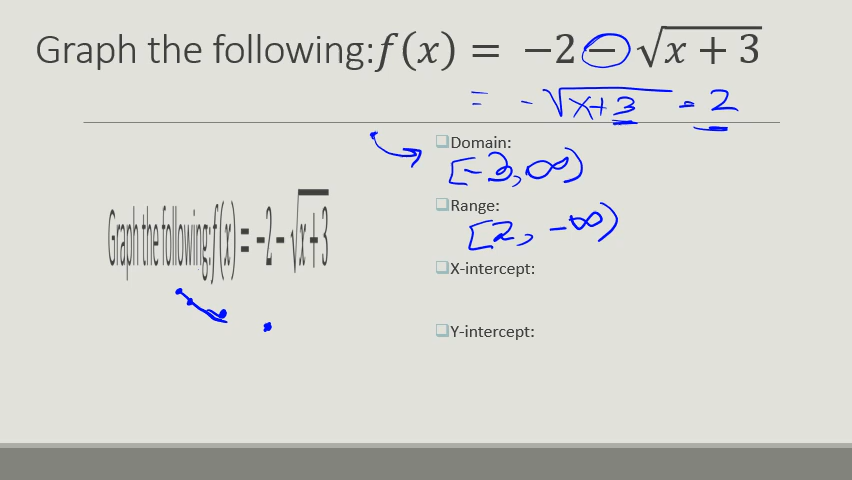 Graph the following: f(x) = −2 − √(x + 3)
= -√(x+3) - 2
Domain:
[-3, ∞)
Range:
[2, -∞)
Graph the following: f(x) = −2 − √(x + 3)
X-intercept:
Y-intercept: